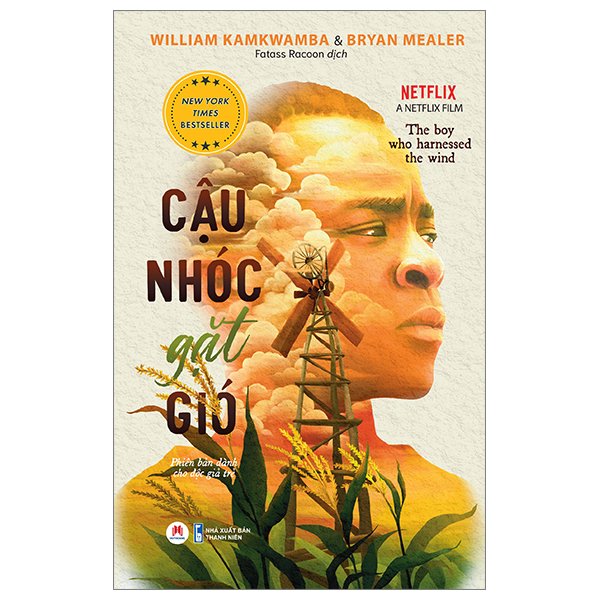 WILLIAM KAMKWAMBA & BRYAN MEALER
Fatass Racoon dịch
NEW YORK
TIMES
BESTSELLER
NETFLIX
A NETFLIX FILM
The boy
who harnessed
the wind
CẬU
NHÓC
gặt
GIÓ
Phiên bản dành
cho độc giả trẻ
NHÀ XUẤT BẢN
THANH NIÊN